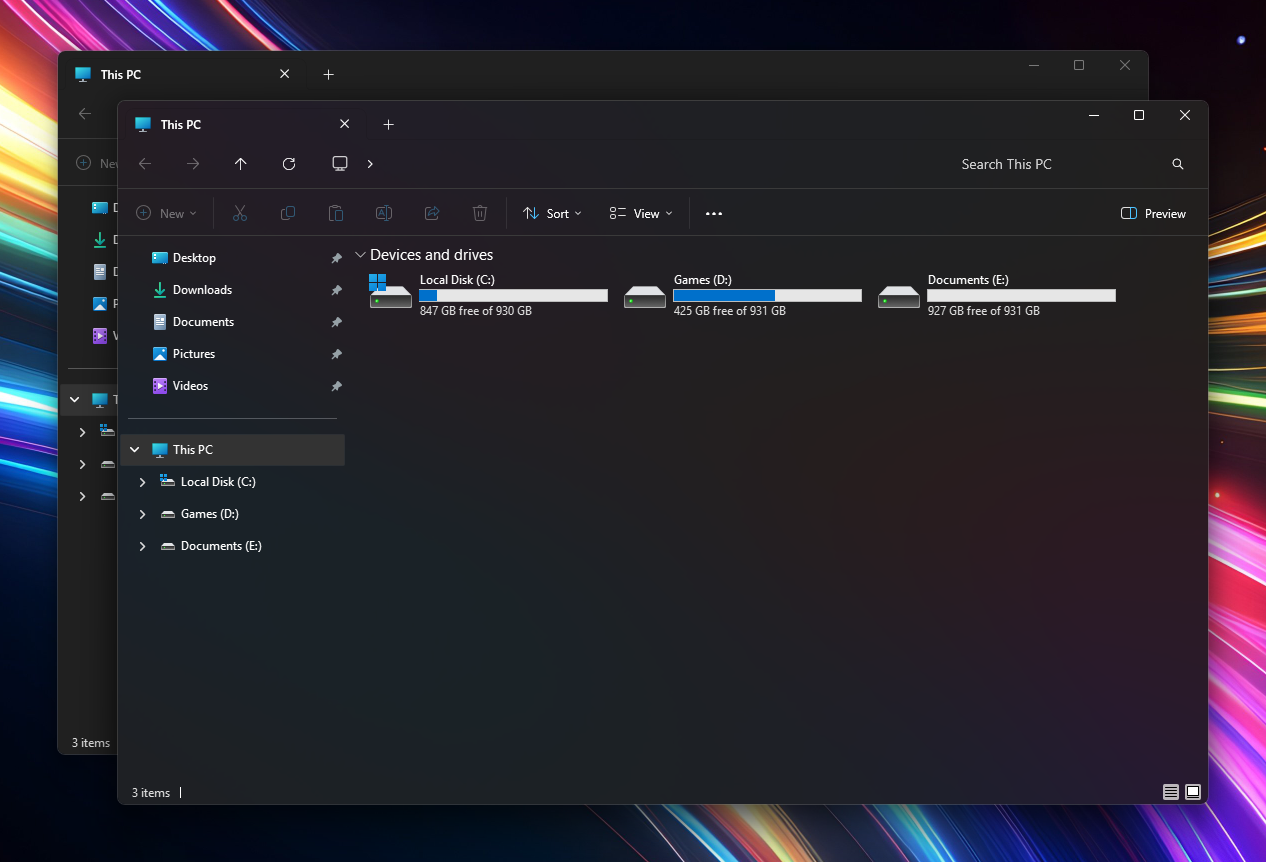 This PC
This PC
Search This PC
New
New
Sort
View
Preview
Desktop
Downloads
Documents
Pictures
Videos
This PC
Local Disk (C:)
Games (D:)
Documents (E:)
Devices and drives
Local Disk (C:)
847 GB free of 930 GB
Games (D:)
425 GB free of 931 GB
Documents (E:)
927 GB free of 931 GB
3 items
3 items